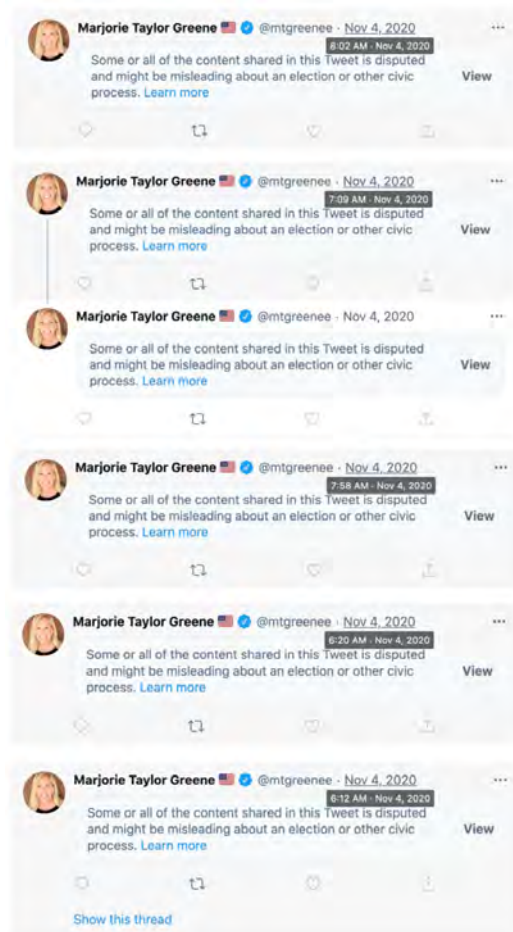 Marjorie Taylor Greene @mtgreenee · Nov 4, 2020
6:02 AM · Nov 4, 2020
Some or all of the content shared in this Tweet is disputed
and might be misleading about an election or other civic
process. Learn more
View
Marjorie Taylor Greene @mtgreenee · Nov 4, 2020
7:09 AM · Nov 4, 2020
Some or all of the content shared in this Tweet is disputed
and might be misleading about an election or other civic
process. Learn more
View
Marjorie Taylor Greene @mtgreenee · Nov 4, 2020
Some or all of the content shared in this Tweet is disputed
and might be misleading about an election or other civic
process. Learn more
View
Marjorie Taylor Greene @mtgreenee · Nov 4, 2020
7:58 AM · Nov 4, 2020
Some or all of the content shared in this Tweet is disputed
and might be misleading about an election or other civic
process. Learn more
View
Marjorie Taylor Greene @mtgreenee · Nov 4, 2020
6:20 AM · Nov 4, 2020
Some or all of the content shared in this Tweet is disputed
and might be misleading about an election or other civic
process. Learn more
View
Marjorie Taylor Greene @mtgreenee · Nov 4, 2020
6:12 AM · Nov 4, 2020
Some or all of the content shared in this Tweet is disputed
and might be misleading about an election or other civic
process. Learn more
View
Show this thread